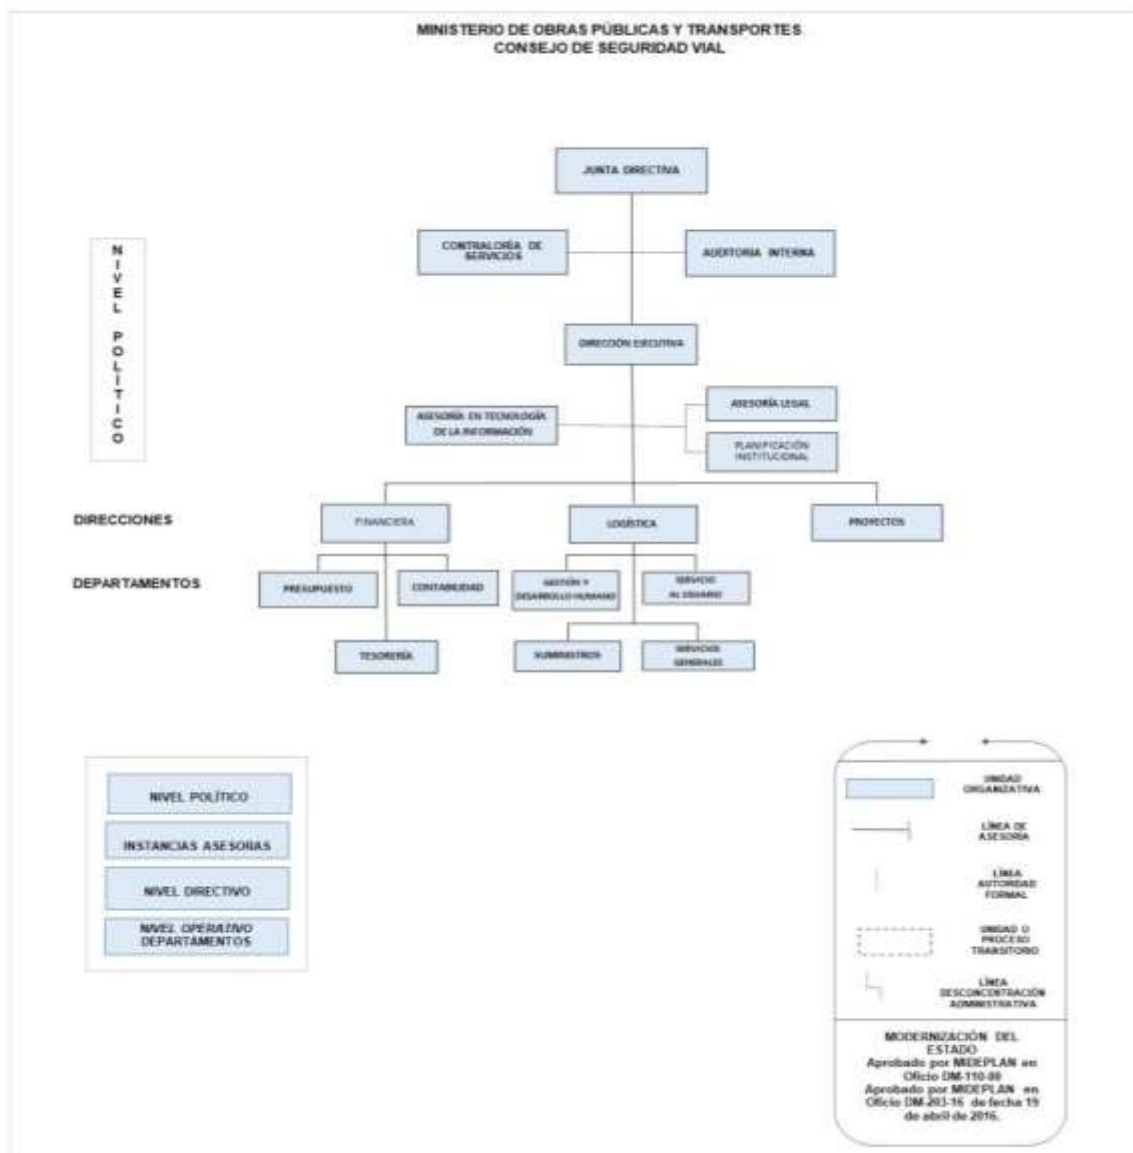 MINISTERIO DE OBRAS PÚBLICAS Y TRANSPORTES
CONSEJO DE SEGURIDAD VIAL
JUNTA DIRECTIVA
CONTRALORÍA DE
SERVICIOS
AUDITORIA INTERNA
NIVEL POLÍTICO
DIRECCIÓN EJECUTIVA
ASESORÍA EN TECNOLOGÍA
DE LA INFORMACIÓN
ASESORÍA LEGAL
PLANIFICACIÓN
INSTITUCIONAL
DIRECCIONES
FINANCIERA
LOGÍSTICA
PROYECTOS
DEPARTAMENTOS
PRESUPUESTO
CONTABILIDAD
GESTIÓN Y
DESARROLLO HUMANO
SERVICIO
AL USUARIO
TESORERÍA
SUMINISTROS
SERVICIOS
GENERALES
NIVEL POLÍTICO
INSTANCIAS ASESORAS
NIVEL DIRECTIVO
NIVEL OPERATIVO
DEPARTAMENTOS
UNIDAD
ORGANIZATIVA
LÍNEA DE
ASESORÍA
LÍNEA
AUTORIDAD
FORMAL
UNIDAD O
PROCESO
TRANSITORIO
LÍNEA
DESCONCENTRACIÓN
ADMINISTRATIVA
MODERNIZACIÓN DEL
ESTADO
Aprobado por MIDEPLAN en
Oficio DM-110-00
Aprobado por MIDEPLAN en
Oficio DM-203-16 de fecha 19
de abril de 2016.